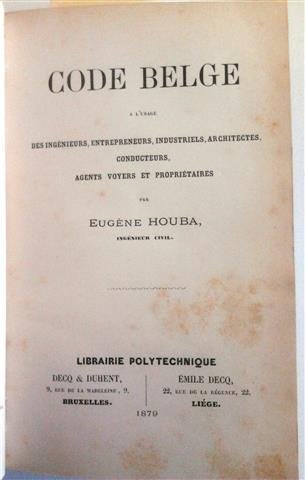 CODE BELGE
A L'USAGE
DES INGÉNIEURS, ENTREPRENEURS, INDUSTRIELS, ARCHITECTES,
CONDUCTEURS,
AGENTS VOYERS ET PROPRIÉTAIRES
PAR
EUGÈNE HOUBA,
INGÉNIEUR CIVIL.
LIBRAIRIE POLYTECHNIQUE
DECQ & DUHENT,
9, RUE DE LA MADELEINE, 9.
BRUXELLES.
ÉMILE DECQ,
22, RUE DE LA RÉGENCE, 22,
LIÉGE.
1879